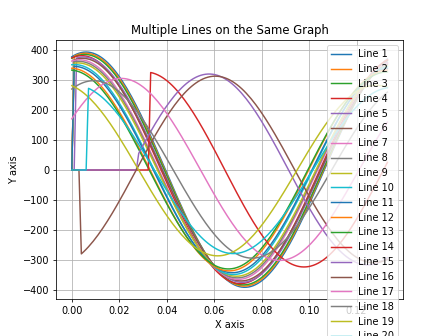 Multiple Lines on the Same Graph
Y axis
400
300
200
100
0
−100
−200
−300
−400
0.00
0.02
0.04
0.06
0.08
0.10
X axis
Line 1
Line 2
Line 3
Line 4
Line 5
Line 6
Line 7
Line 8
Line 9
Line 10
Line 11
Line 12
Line 13
Line 14
Line 15
Line 16
Line 17
Line 18
Line 19
Line 20